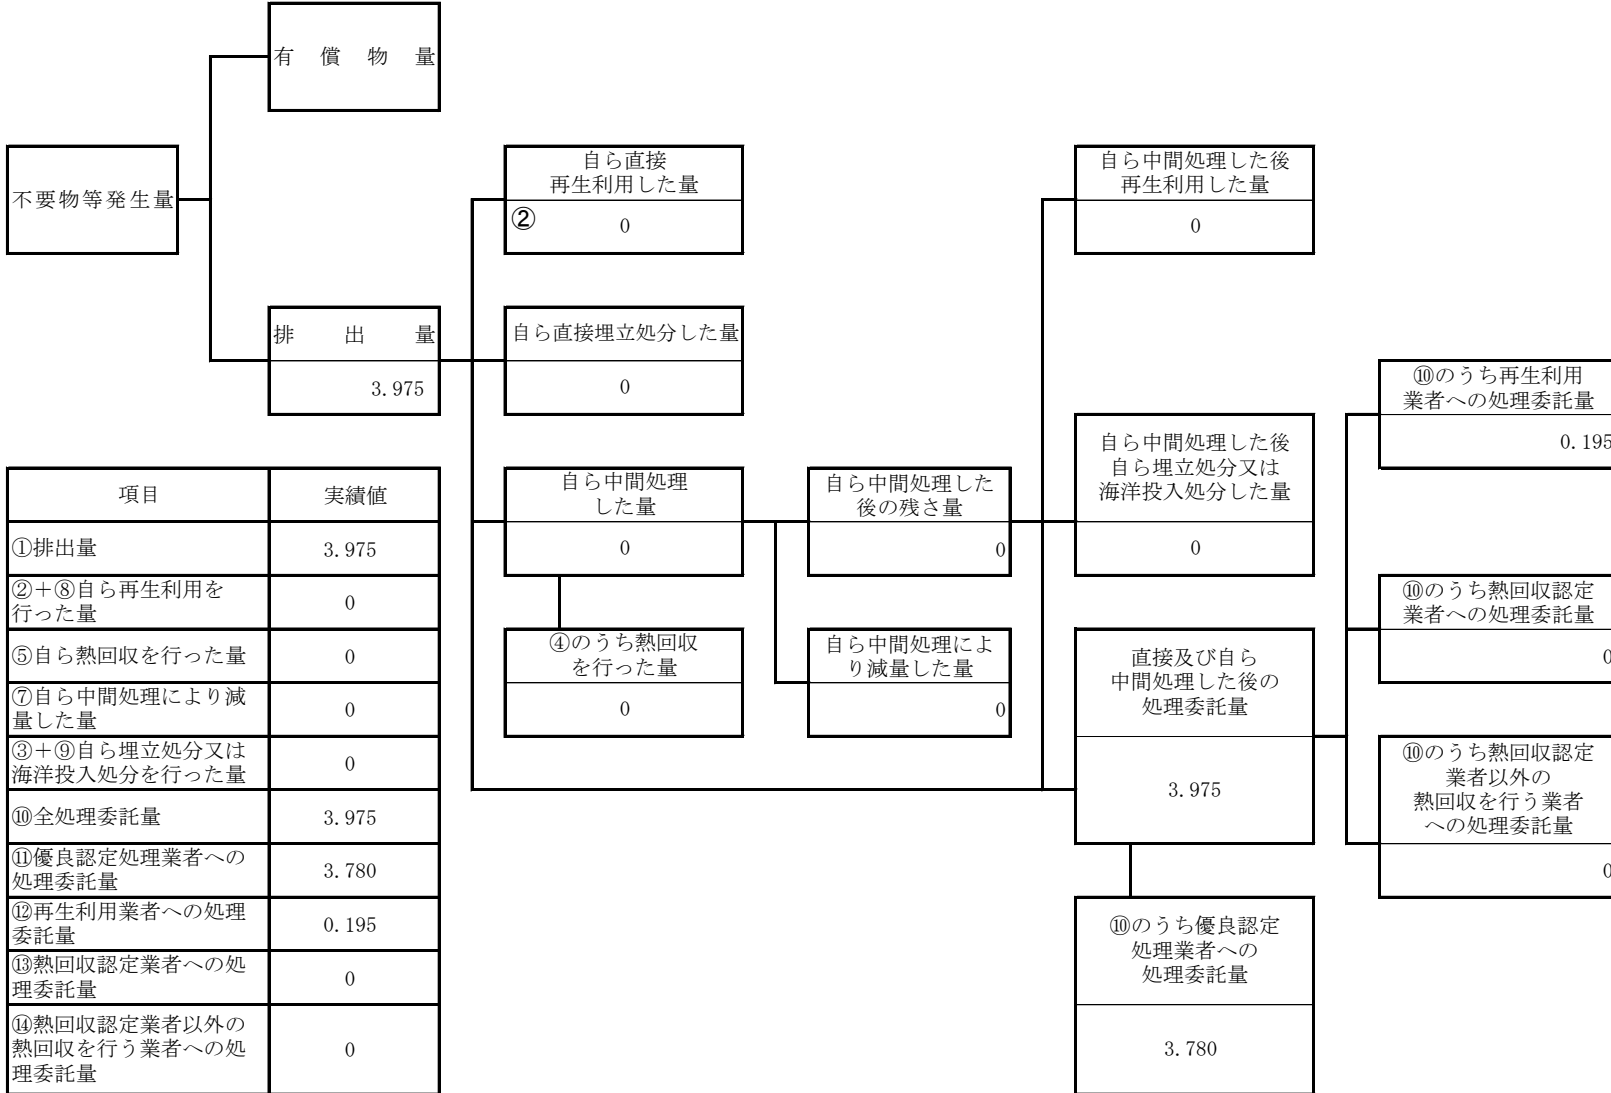 有償物量
不要物等発生量
自ら直接
再生利用した量
②
0
自ら中間処理した後
再生利用した量
0
排出量
3.975
自ら直接埋立処分した量
0
⑩のうち再生利用
業者への処理委託量
0.195
自ら中間処理した後
自ら埋立処分又は
海洋投入処分した量
0
自ら中間処理
した量
0
自ら中間処理した
後の残さ量
0
⑩のうち熱回収認定
業者への処理委託量
0
④のうち熱回収
を行った量
0
自ら中間処理によ
り減量した量
0
直接及び自ら
中間処理した後の
処理委託量
3.975
⑩のうち熱回収認定
業者以外の
熱回収を行う業者
への処理委託量
0
⑩のうち優良認定
処理業者への
処理委託量
3.780
項目 実績値
①排出量 3.975
②+⑧自ら再生利用を
行った量 0
⑤自ら熱回収を行った量 0
⑦自ら中間処理により減
量した量 0
③+⑨自ら埋立処分又は
海洋投入処分を行った量 0
⑩全処理委託量 3.975
⑪優良認定処理業者への
処理委託量 3.780
⑫再生利用業者への処理
委託量 0.195
⑬熱回収認定業者への処
理委託量 0
⑭熱回収認定業者以外の
熱回収を行う業者への処
理委託量 0